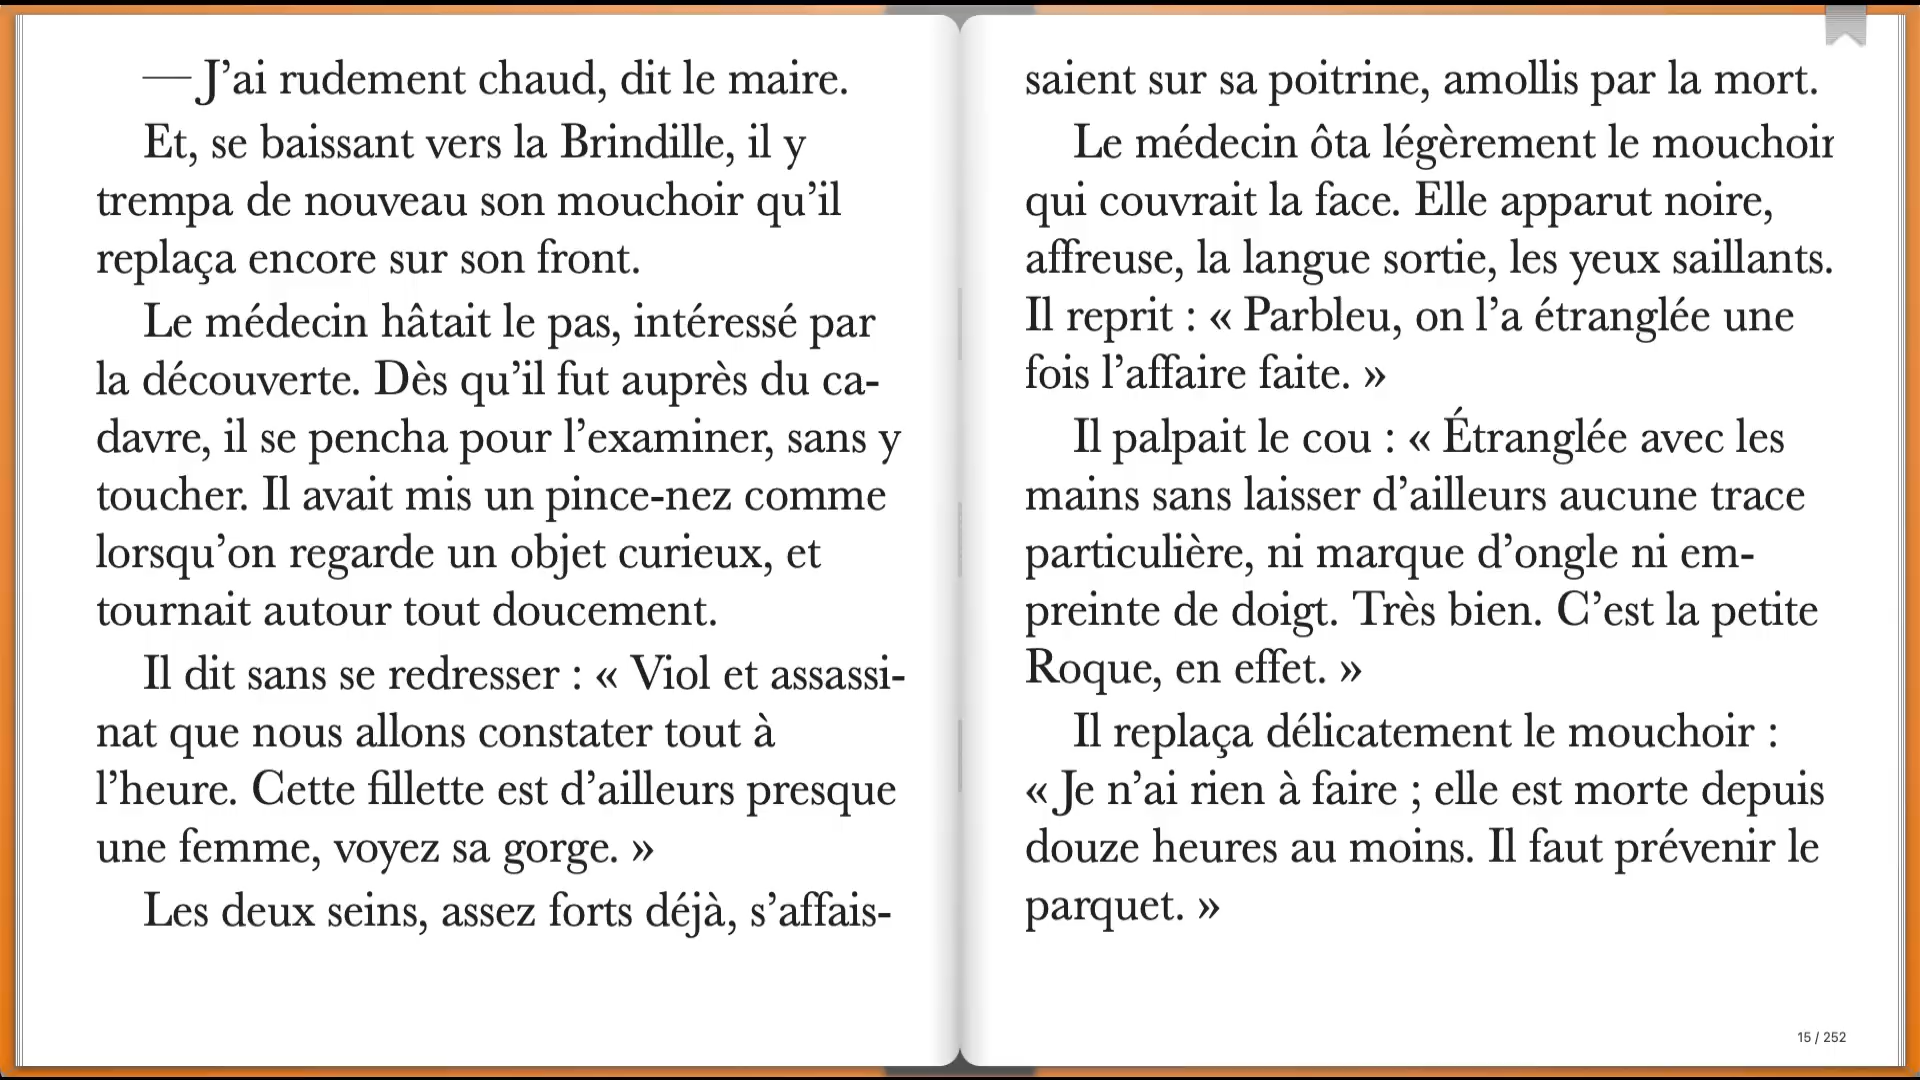 — J’ai rudement chaud, dit le maire.
Et, se baissant vers la Brindille, il y
trempa de nouveau son mouchoir qu’il
replaça encore sur son front.
Le médecin hâtait le pas, intéressé par
la découverte. Dès qu’il fut auprès du ca-
davre, il se pencha pour l’examiner, sans y
toucher. Il avait mis un pince-nez comme
lorsqu’on regarde un objet curieux, et
tournait autour tout doucement.
Il dit sans se redresser : « Viol et assassi-
nat que nous allons constater tout à
l’heure. Cette fillette est d’ailleurs presque
une femme, voyez sa gorge. »
Les deux seins, assez forts déjà, s’affais-
saient sur sa poitrine, amollis par la mort.
Le médecin ôta légèrement le mouchoir
qui couvrait la face. Elle apparut noire,
affreuse, la langue sortie, les yeux saillants.
Il reprit : « Parbleu, on l’a étranglée une
fois l’affaire faite. »
Il palpait le cou : « Étranglée avec les
mains sans laisser d’ailleurs aucune trace
particulière, ni marque d’ongle ni em-
preinte de doigt. Très bien. C’est la petite
Roque, en effet. »
Il replaça délicatement le mouchoir :
« Je n’ai rien à faire ; elle est morte depuis
douze heures au moins. Il faut prévenir le
parquet. »
15 / 252